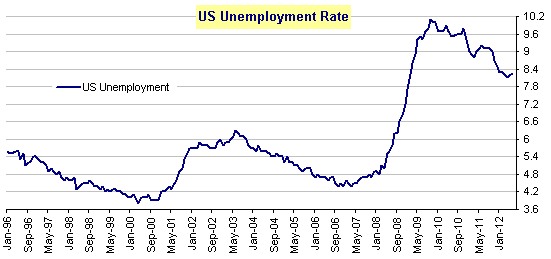 US Unemployment Rate
US Unemployment
10.2
9.6
9
8.4
7.8
7.2
6.6
6
5.4
4.8
4.2
3.6
Jan-96
Sep-96
May-97
Jan-98
Sep-98
May-99
Jan-00
Sep-00
May-01
Jan-02
Sep-02
May-03
Jan-04
Sep-04
May-05
Jan-06
Sep-06
May-07
Jan-08
Sep-08
May-09
Jan-10
Sep-10
May-11
Jan-12